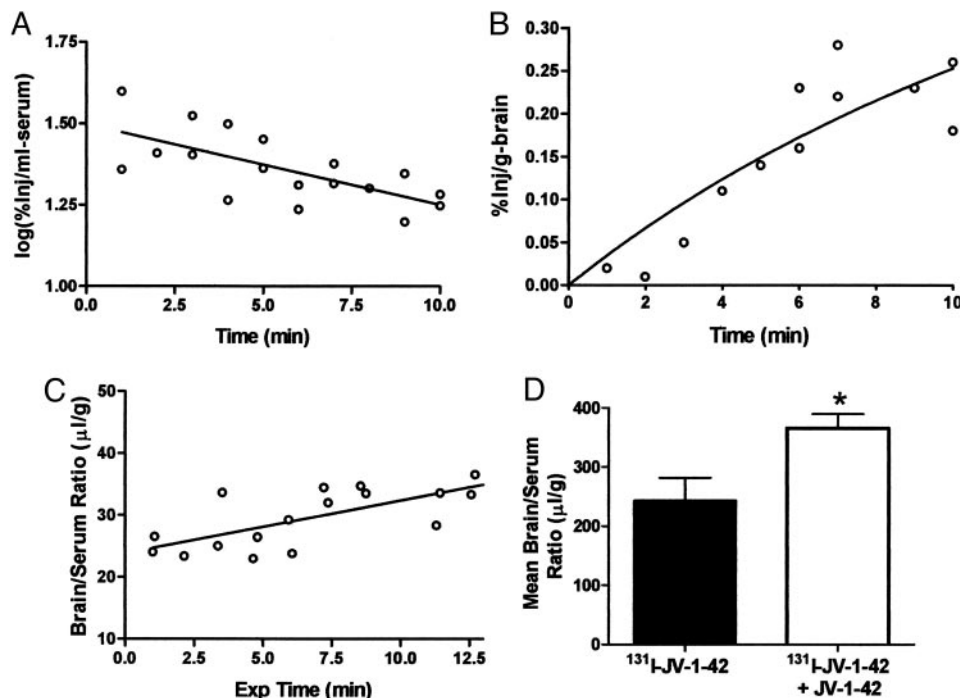 A
1.75
1.50
1.25
1.00
log(%Inj/ml-serum)
0.0 2.5 5.0 7.5 10.0
Time (min)
B
0.30
0.25
0.20
0.15
0.10
0.05
0.00
%Inj/g-brain
0 2 4 6 8 10
Time (min)
C
50
40
30
20
10
Brain/Serum Ratio (μl/g)
0.0 2.5 5.0 7.5 10.0 12.5
Exp Time (min)
D
400
300
200
100
0
Mean Brain/Serum
Ratio (μl/g)
*
¹³¹I-JV-1-42
¹³¹I-JV-1-42
+ JV-1-42